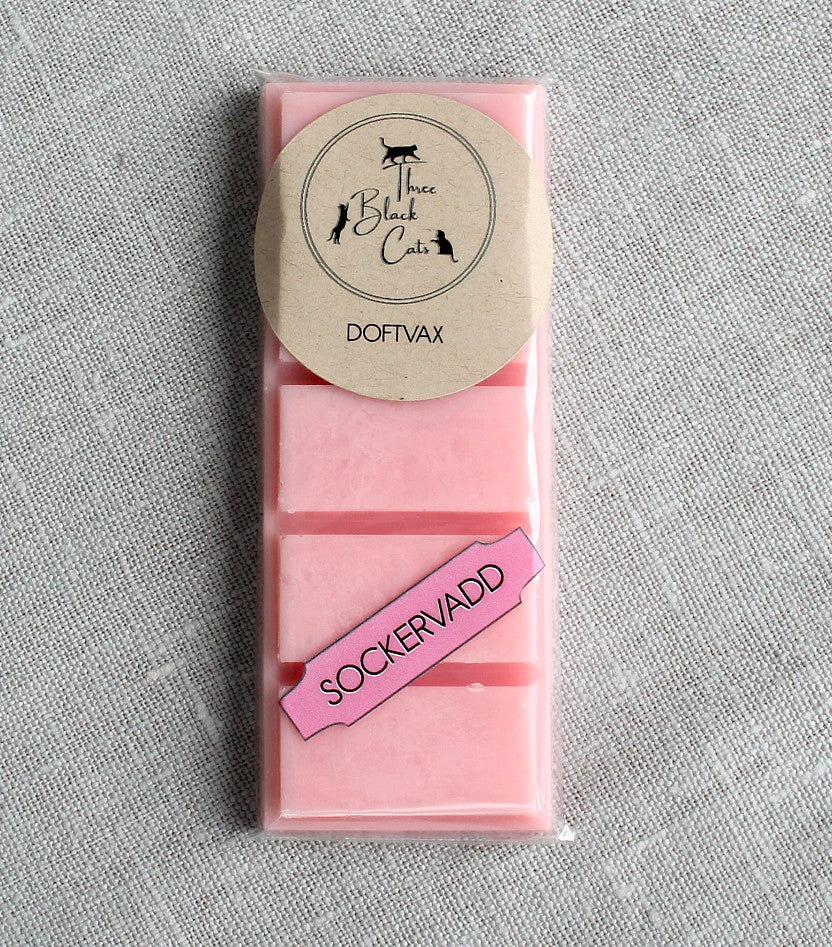 Three
Black
Cats
DOFTVAX
SOCKERVADD